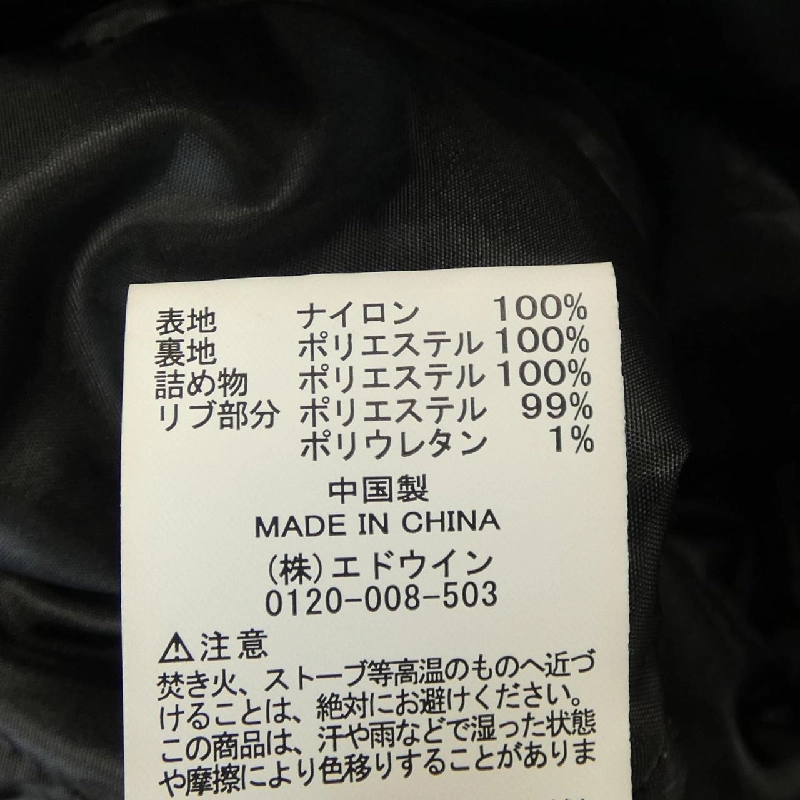 表地 ナイロン 100%
裏地 ポリエステル 100%
詰め物 ポリエステル 100%
リブ部分 ポリエステル 99%
ポリウレタン 1%
中国製
MADE IN CHINA
(株)エドウイン
0120-008-503
⚠注意
焚き火、ストーブ等高温のものへ近づ
けることは、絶対にお避けください。
この商品は、汗や雨などで湿った状態
や摩擦により色移りすることがありま